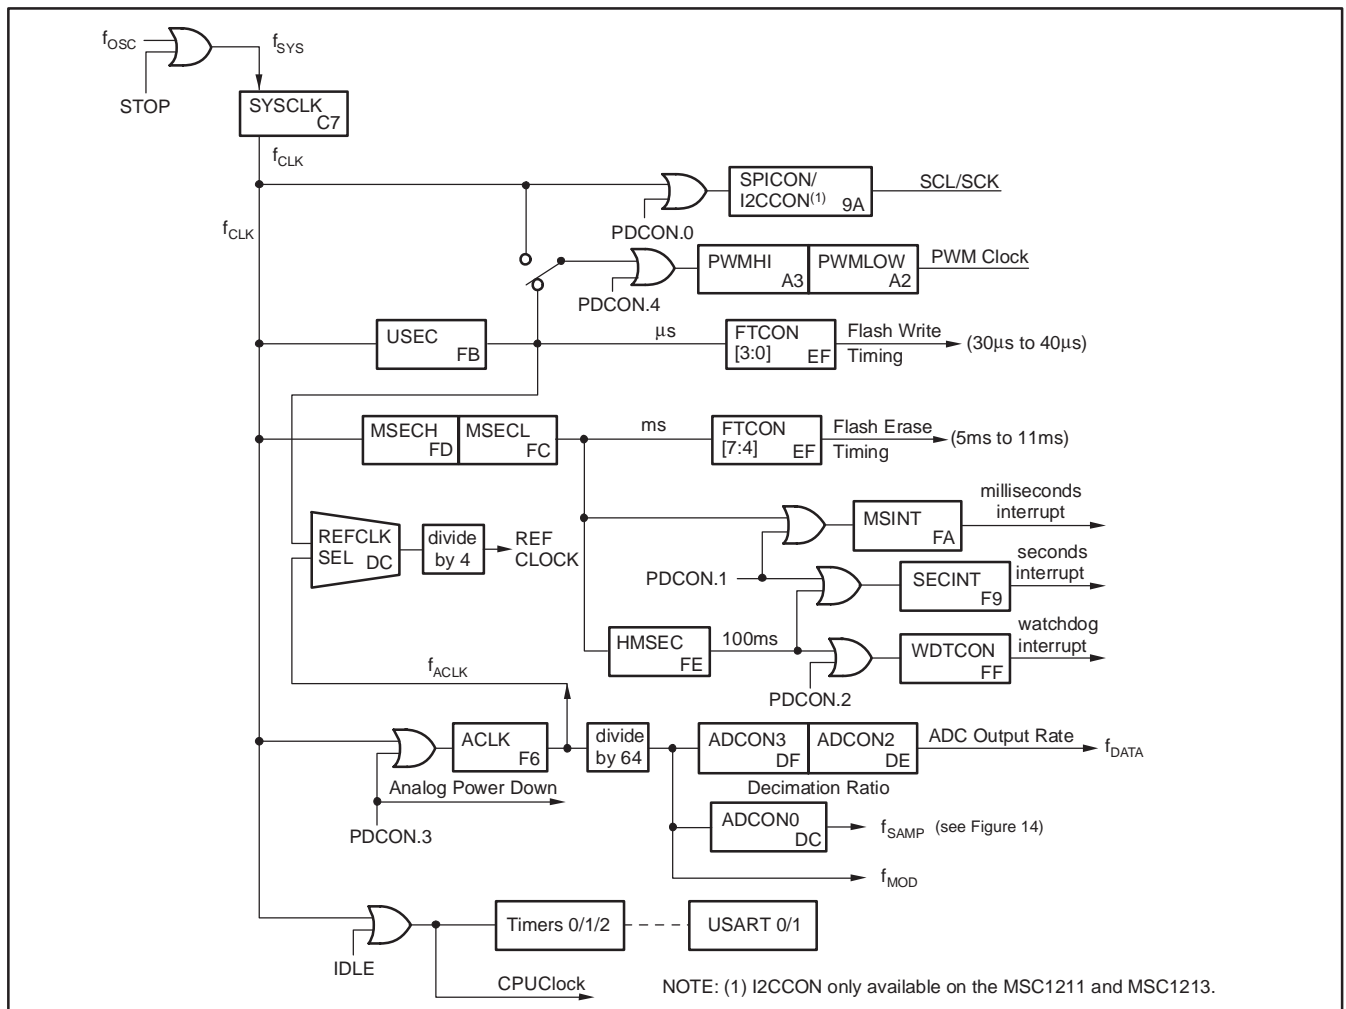 fOSC
fSYS
STOP
SYSCLK
C7
fCLK
fCLK
SPICON/
I2CCON(1)
9A
SCL/SCK
PDCON.0
PWMHI
A3
PWMLOW
A2
PWM Clock
PDCON.4
USEC
FB
μs
FTCON
[3:0]
EF
Flash Write
Timing
(30μs to 40μs)
MSECH
FD
MSECL
FC
ms
FTCON
[7:4]
EF
Flash Erase
Timing
(5ms to 11ms)
milliseconds
interrupt
MSINT
FA
REFCLK
SEL
DC
divide
by 4
REF
CLOCK
PDCON.1
seconds
interrupt
SECINT
F9
HMSEC
FE
100ms
watchdog
interrupt
WDTCON
FF
PDCON.2
fACLK
ACLK
F6
divide
by 64
ADCON3
DF
ADCON2
DE
ADC Output Rate
fDATA
Analog Power Down
Decimation Ratio
PDCON.3
ADCON0
DC
fSAMP (see Figure 14)
fMOD
Timers 0/1/2
USART 0/1
IDLE
CPUClock
NOTE: (1) I2CCON only available on the MSC1211 and MSC1213.